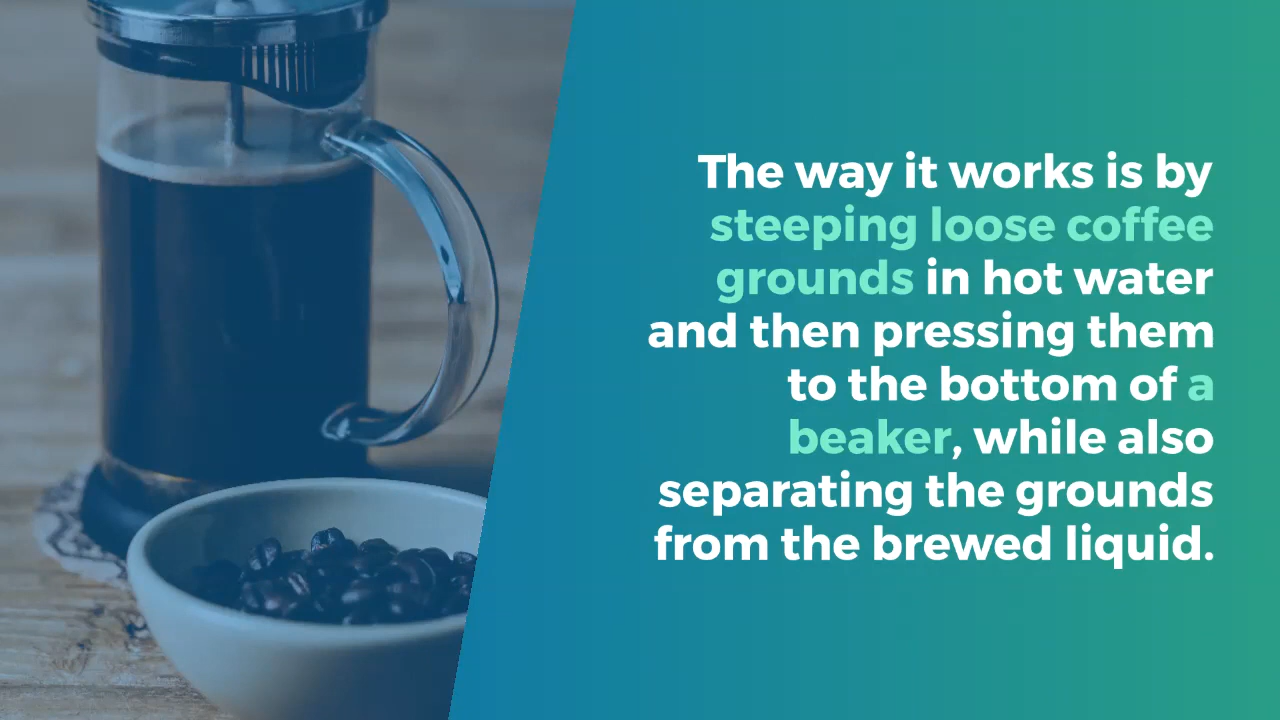 The way it works is by
steeping loose coffee
grounds in hot water
and then pressing them
to the bottom of a
beaker, while also
separating the grounds
from the brewed liquid.